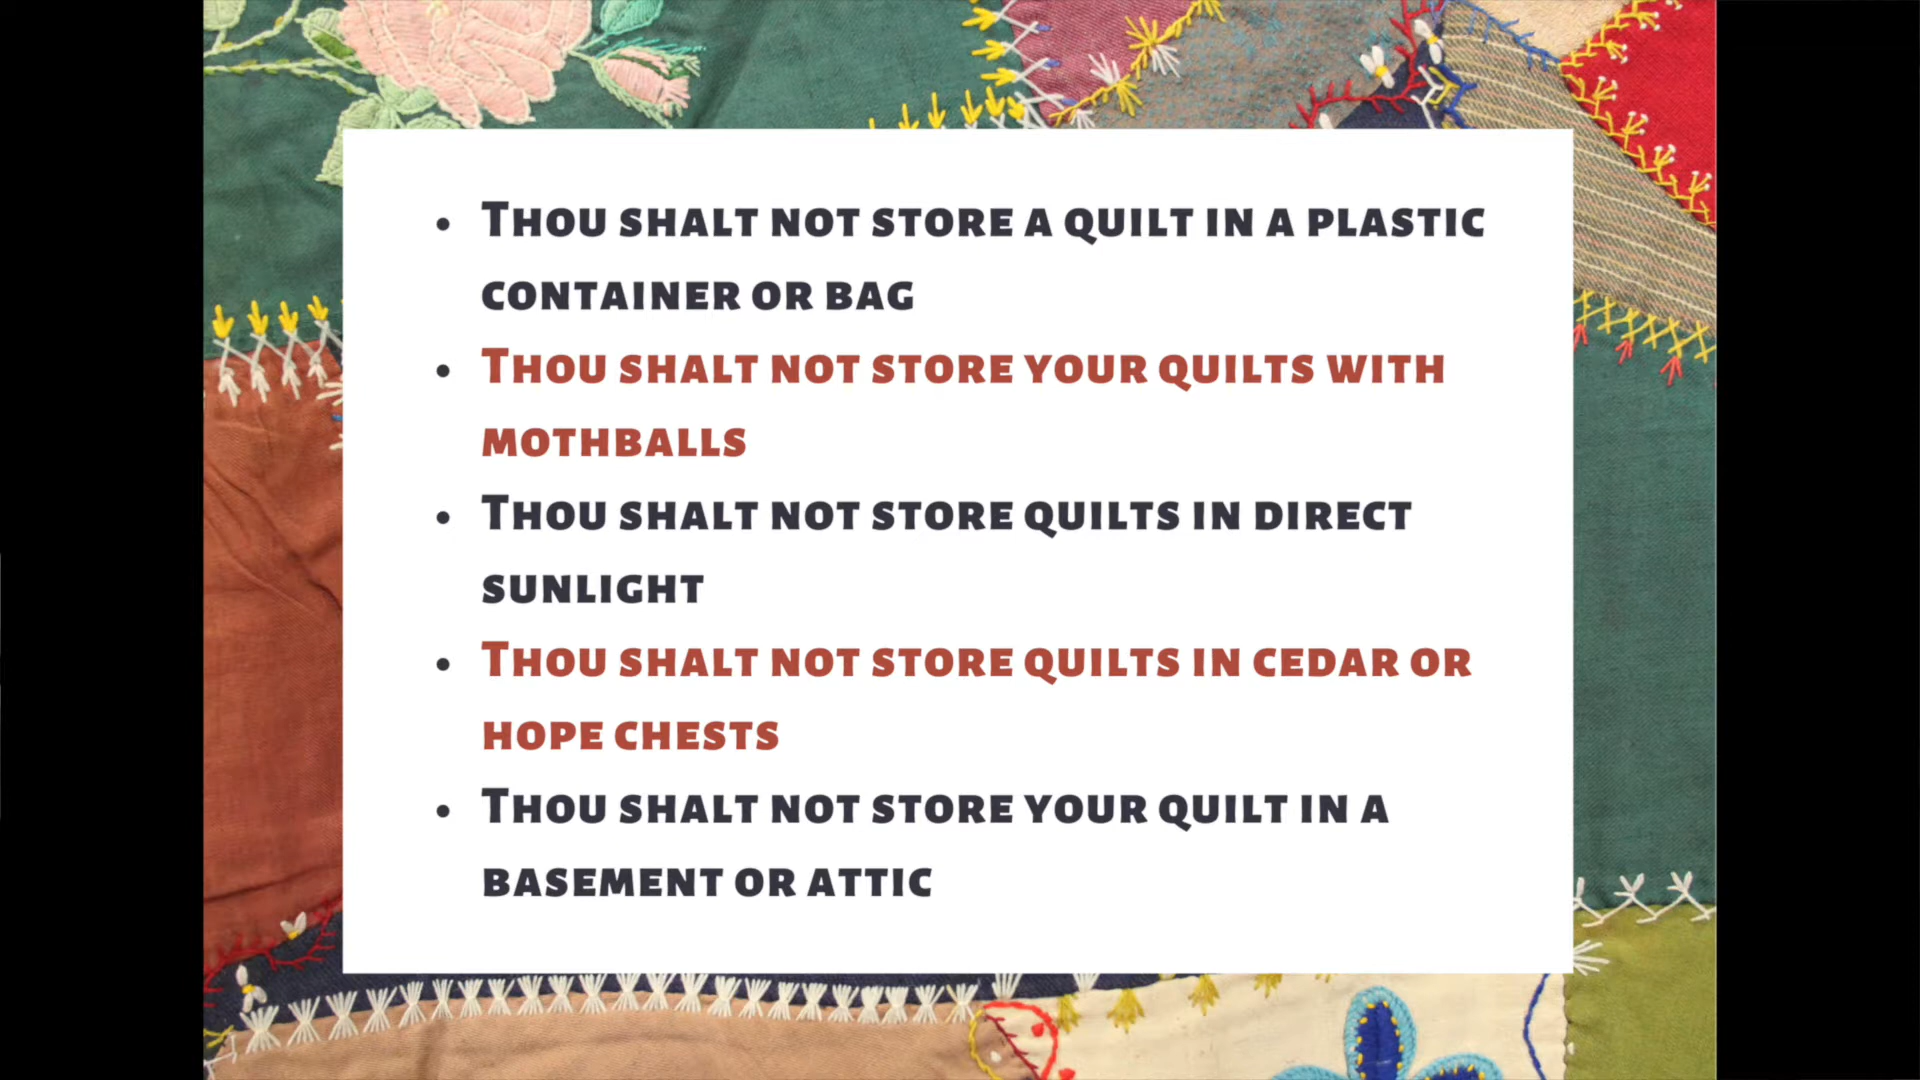 • Thou shalt not store a quilt in a plastic
container or bag
• Thou shalt not store your quilts with
mothballs
• Thou shalt not store quilts in direct
sunlight
• Thou shalt not store quilts in cedar or
hope chests
• Thou shalt not store your quilt in a
basement or attic